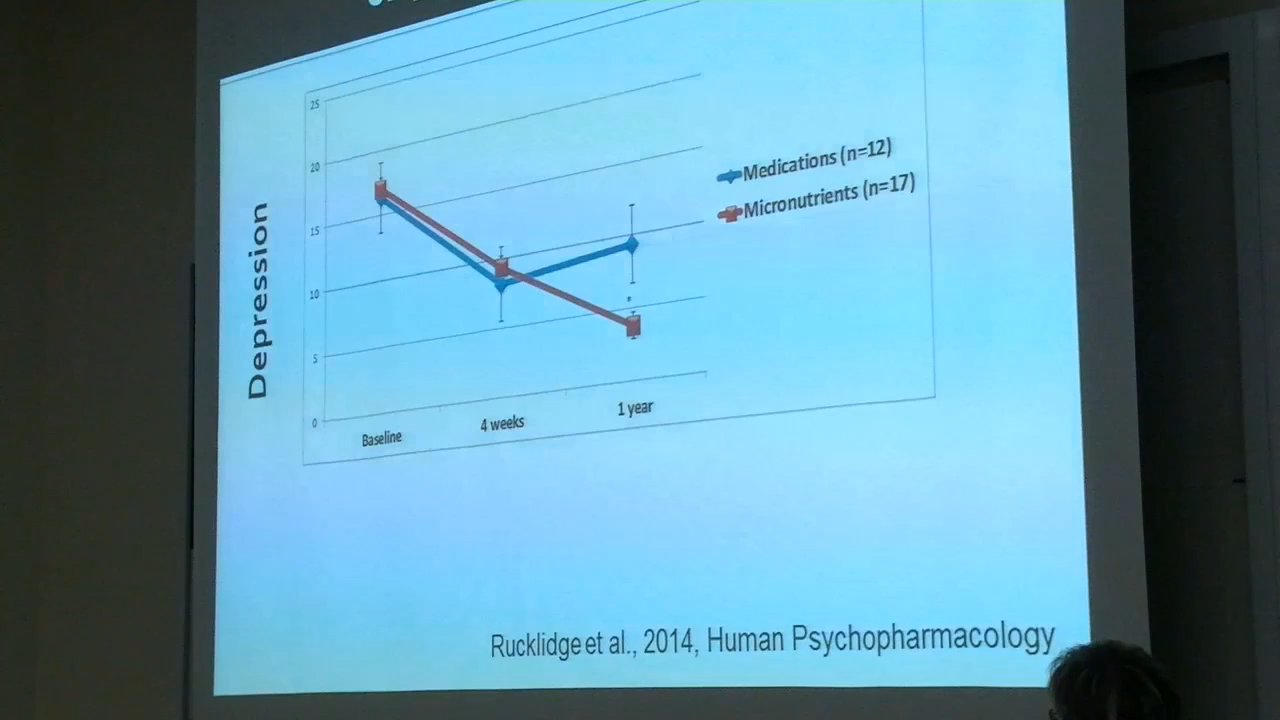 25
20
15
10
5
0
Depression
Baseline
4 weeks
1 year
Medications (n=12)
Micronutrients (n=17)
*
Rucklidge et al., 2014, Human Psychopharmacology